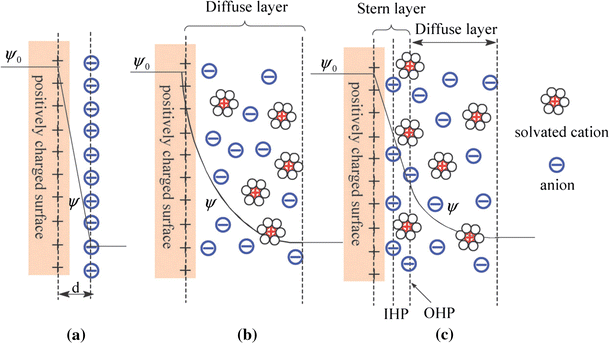 Diffuse layer
Stern layer
Diffuse layer
ψ0
positively charged surface
ψ
d
ψ0
positively charged surface
ψ
ψ0
positively charged surface
ψ
IHP
OHP
solvated cation
anion
(a)
(b)
(c)